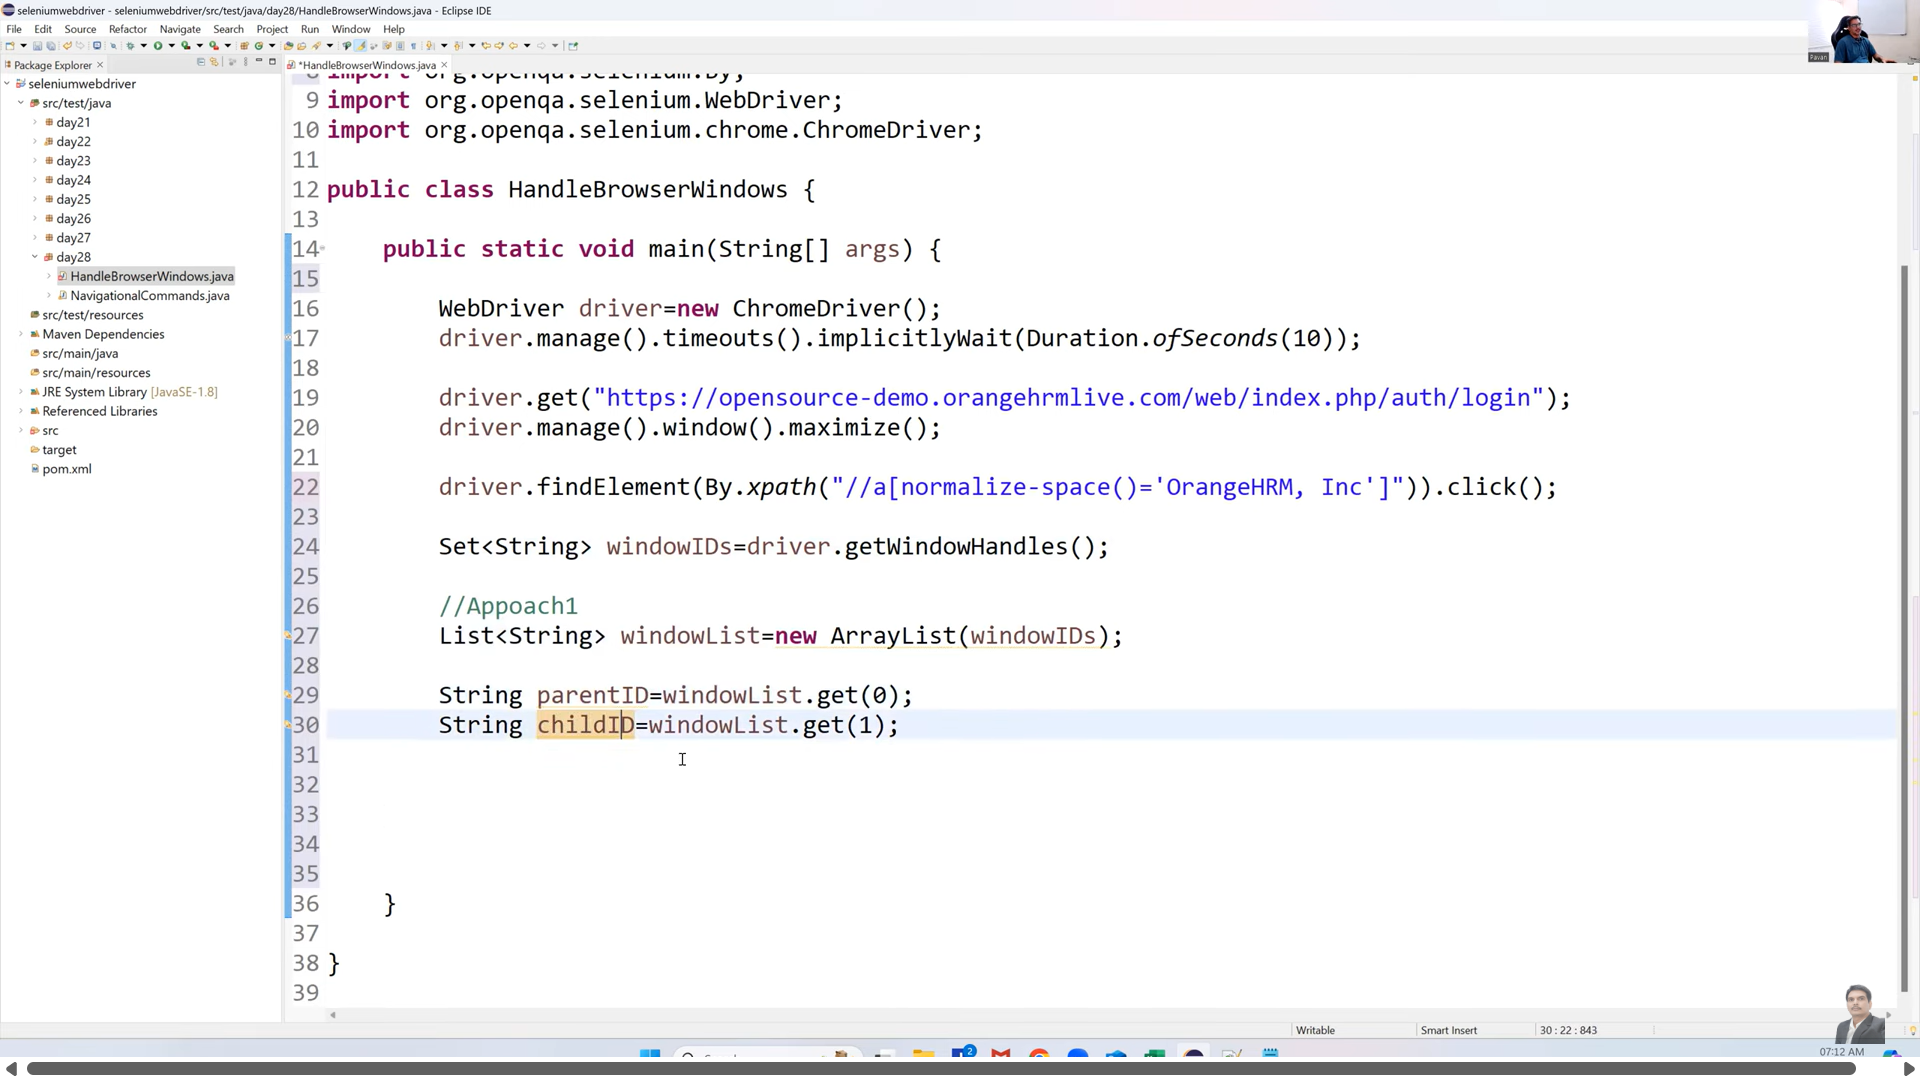 seleniumwebdriver - seleniumwebdriver/src/test/java/day28/HandleBrowserWindows.java - Eclipse IDE
File Edit Source Refactor Navigate Search Project Run Window Help
Package Explorer
*HandleBrowserWindows.java
Pavan
seleniumwebdriver
src/test/java
day21
day22
day23
day24
day25
day26
day27
day28
HandleBrowserWindows.java
NavigationalCommands.java
src/test/resources
Maven Dependencies
src/main/java
src/main/resources
JRE System Library [JavaSE-1.8]
Referenced Libraries
src
target
pom.xml
8 import org.openqa.selenium.By;
9 import org.openqa.selenium.WebDriver;
10 import org.openqa.selenium.chrome.ChromeDriver;
11
12 public class HandleBrowserWindows {
13
14 public static void main(String[] args) {
15
16 WebDriver driver=new ChromeDriver();
17 driver.manage().timeouts().implicitlyWait(Duration.ofSeconds(10));
18
19 driver.get("https://opensource-demo.orangehrmlive.com/web/index.php/auth/login");
20 driver.manage().window().maximize();
21
22 driver.findElement(By.xpath("//a[normalize-space()='OrangeHRM, Inc']")).click();
23
24 Set<String> windowIDs=driver.getWindowHandles();
25
26 //Appoach1
27 List<String> windowList=new ArrayList(windowIDs);
28
29 String parentID=windowList.get(0);
30 String childID=windowList.get(1);
31
32
33
34
35
36 }
37
38 }
39
Writable Smart Insert 30 : 22 : 843
2
07:12 AM